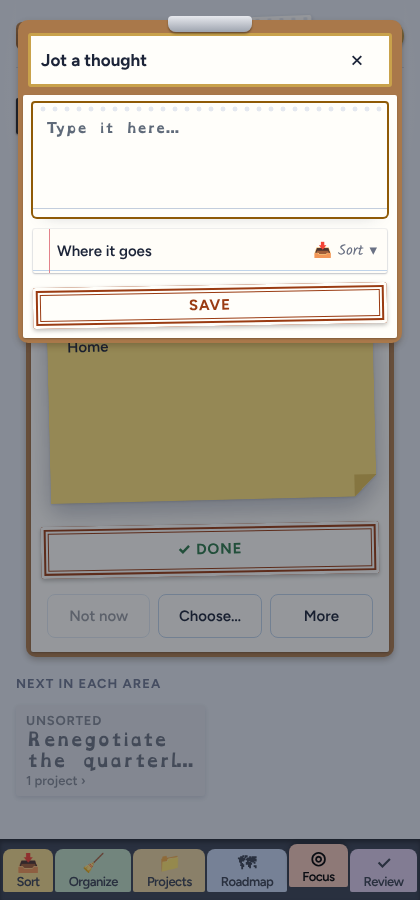 Jot a thought ✕
Type it here...
Where it goes 📥 Sort ▾
SAVE
Home
✓ DONE
Not now Choose... More
NEXT IN EACH AREA
UNSORTED
Renegotiate
the quarterl...
1 project ›
Sort Organize Projects Roadmap Focus Review